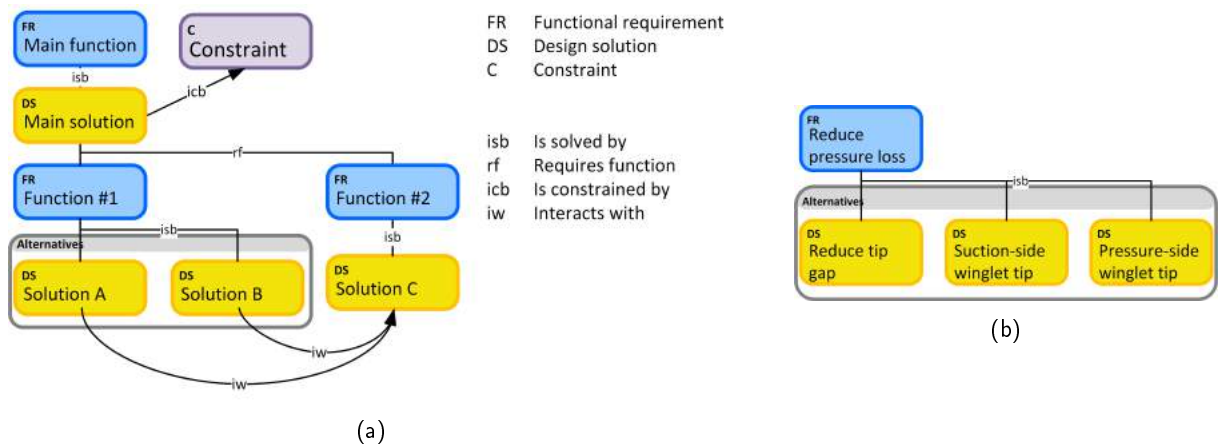 FR
Main function
C
Constraint
isb
icb
DS
Main solution
rf
FR
Function #1
FR
Function #2
isb
isb
Alternatives
DS
Solution A
DS
Solution B
DS
Solution C
iw
iw
(a)
FR Functional requirement
DS Design solution
C Constraint
isb Is solved by
rf Requires function
icb Is constrained by
iw Interacts with
FR
Reduce
pressure loss
isb
Alternatives
DS
Reduce tip
gap
DS
Suction-side
winglet tip
DS
Pressure-side
winglet tip
(b)